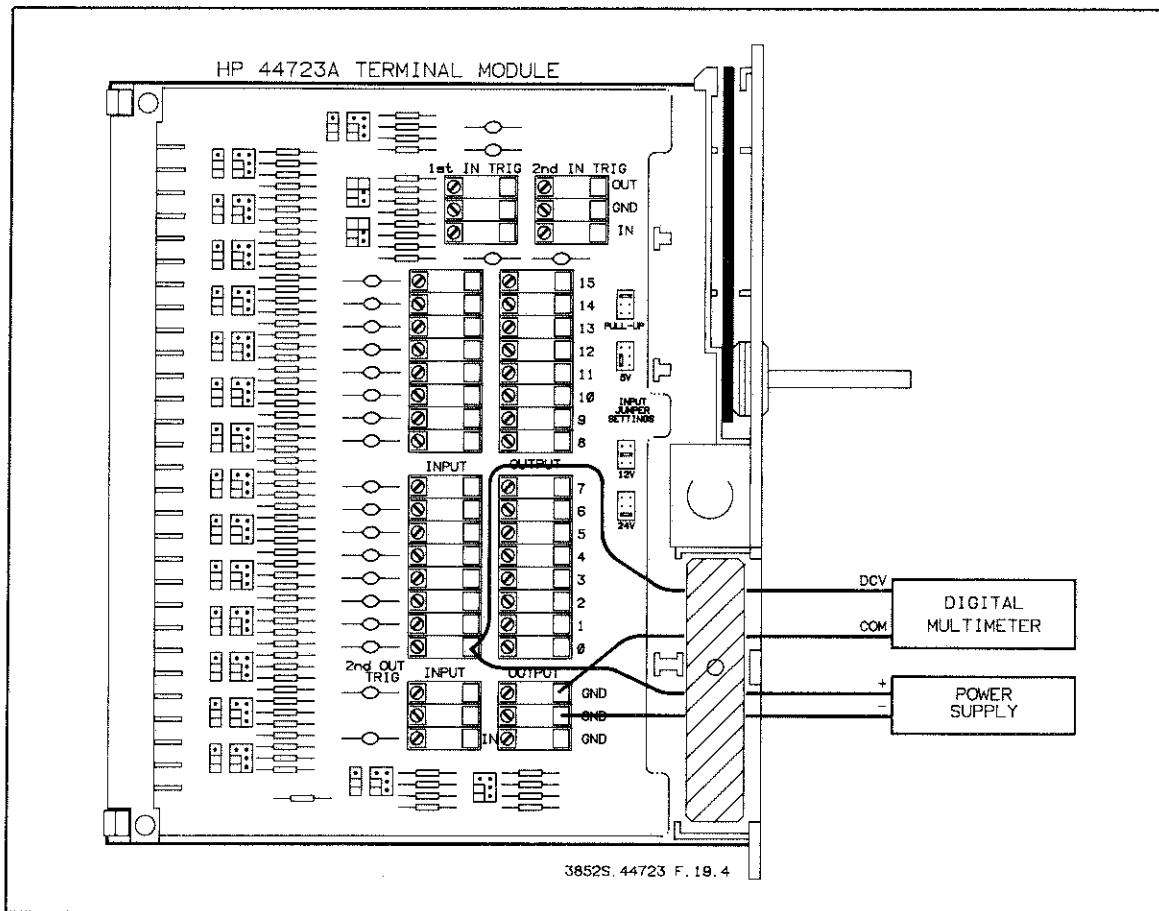 HP 44723A TERMINAL MODULE
1st IN TRIG 2nd IN TRIG
OUT
GND
IN
15
14
13
12
11
10
9
8
PULL-UP
5V
INPUT
JUMPER
SETTINGS
12V
24V
INPUT OUTPUT
7
6
5
4
3
2
1
0
2nd OUT
TRIG
INPUT OUTPUT
GND
GND
IN GND
DCV
COM
DIGITAL
MULTIMETER
+
-
POWER
SUPPLY
3852S.44723 F.19.4